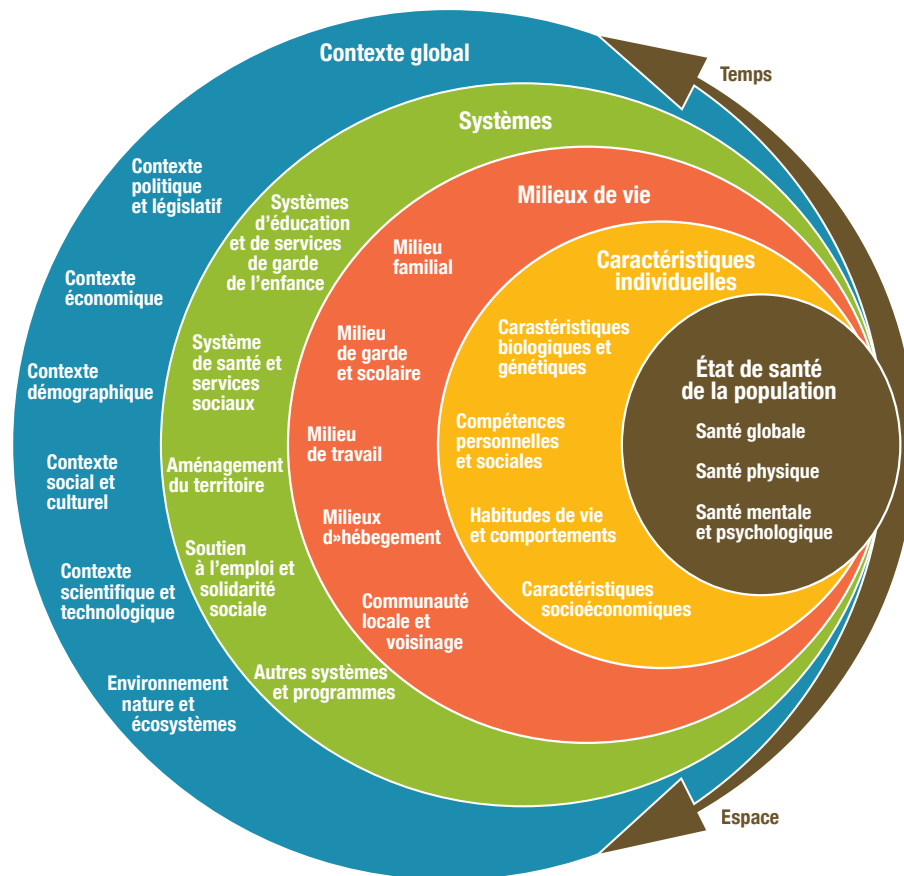 Contexte global
Temps
Systèmes
Contexte
politique
et législatif
Contexte
économique
Contexte
démographique
Contexte
social et
culturel
Contexte
scientifique et
technologique
Environnement
nature et
écosystèmes
Systèmes
d'éducation
et de services
de garde
de l'enfance
Système
de santé et
services
sociaux
Aménagement
du territoire
Soutien
à l'emploi et
solidarité
sociale
Autres systèmes
et programmes
Milieux de vie
Milieu
familial
Milieu
de garde
et scolaire
Milieu
de travail
Milieux
d»hébegement
Communauté
locale et
voisinage
Caractéristiques
individuelles
Carastéristiques
biologiques et
génétiques
Compétences
personnelles
et sociales
Habitudes de vie
et comportements
Caractéristiques
socioéconomiques
État de santé
de la population
Santé globale
Santé physique
Santé mentale
et psychologique
Espace